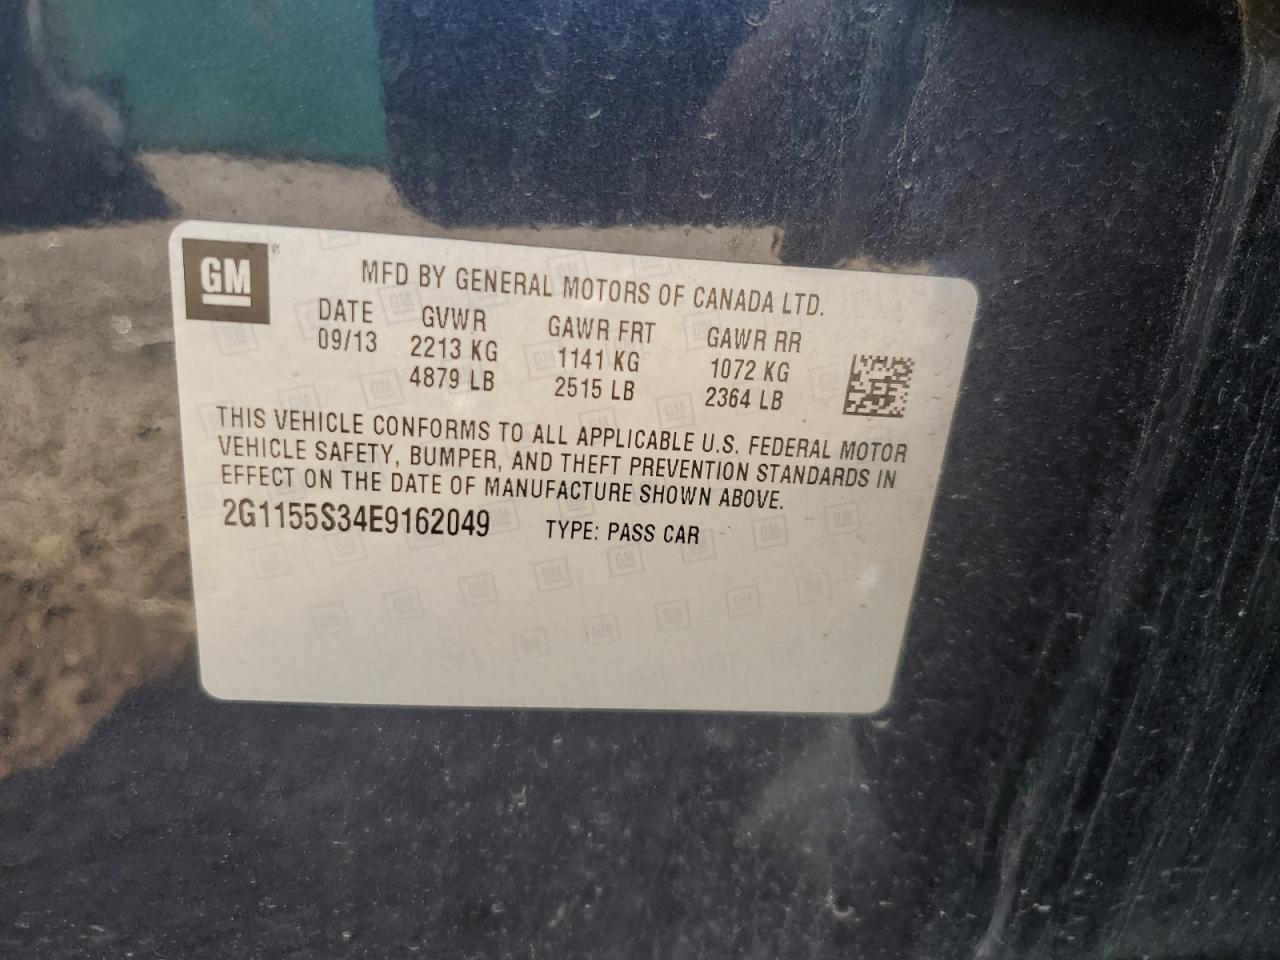 GM
MFD BY GENERAL MOTORS OF CANADA LTD.
DATE GVWR GAWR FRT GAWR RR
09/13 2213 KG 1141 KG 1072 KG
4879 LB 2515 LB 2364 LB
THIS VEHICLE CONFORMS TO ALL APPLICABLE U.S. FEDERAL MOTOR
VEHICLE SAFETY, BUMPER, AND THEFT PREVENTION STANDARDS IN
EFFECT ON THE DATE OF MANUFACTURE SHOWN ABOVE.
2G1155S34E9162049 TYPE: PASS CAR